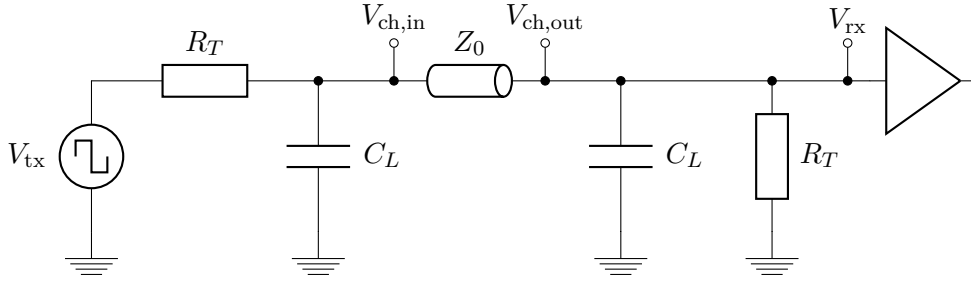 V_ch,in
V_ch,out
V_rx
R_T
Z_0
V_tx
C_L
C_L
R_T